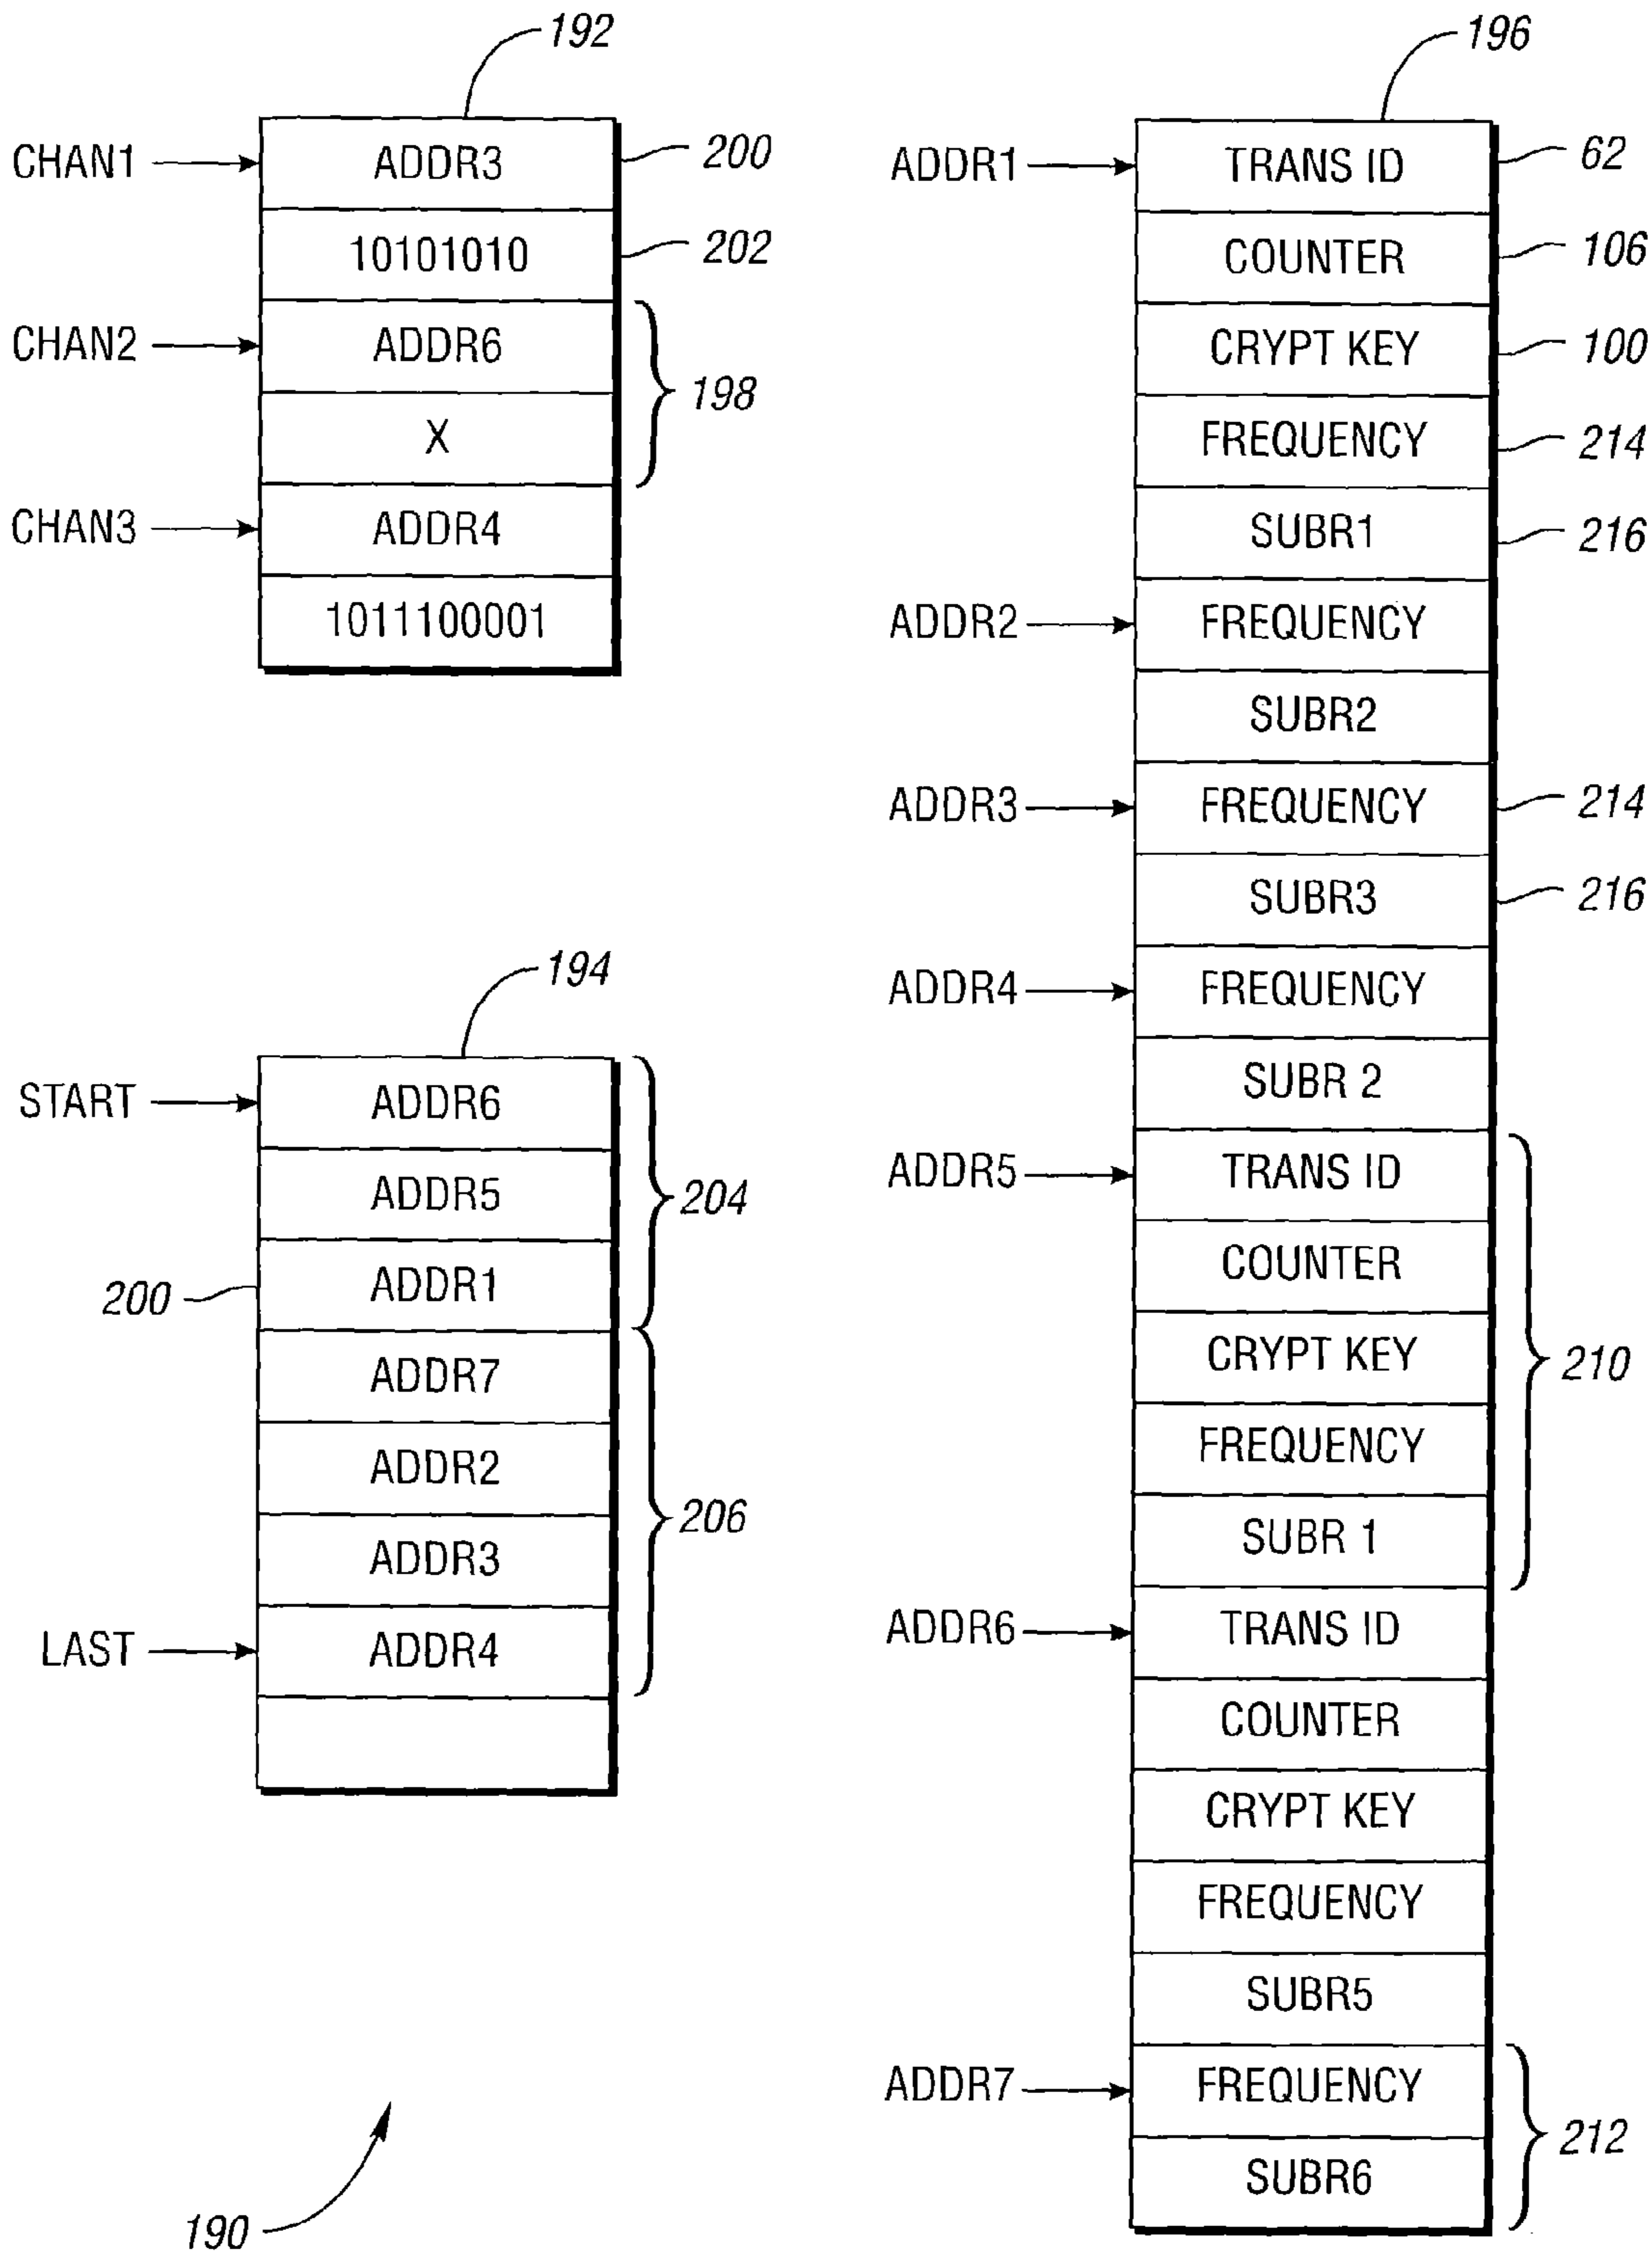 192
CHAN1
ADDR3
200
10101010
202
CHAN2
ADDR6
X
198
CHAN3
ADDR4
1011100001
194
START
ADDR6
ADDR5
204
200
ADDR1
ADDR7
ADDR2
206
ADDR3
LAST
ADDR4
190
196
ADDR1
TRANS ID
62
COUNTER
106
CRYPT KEY
100
FREQUENCY
214
SUBR1
216
ADDR2
FREQUENCY
SUBR2
ADDR3
FREQUENCY
214
SUBR3
216
ADDR4
FREQUENCY
SUBR 2
ADDR5
TRANS ID
COUNTER
CRYPT KEY
210
FREQUENCY
SUBR 1
ADDR6
TRANS ID
COUNTER
CRYPT KEY
FREQUENCY
SUBR5
ADDR7
FREQUENCY
212
SUBR6